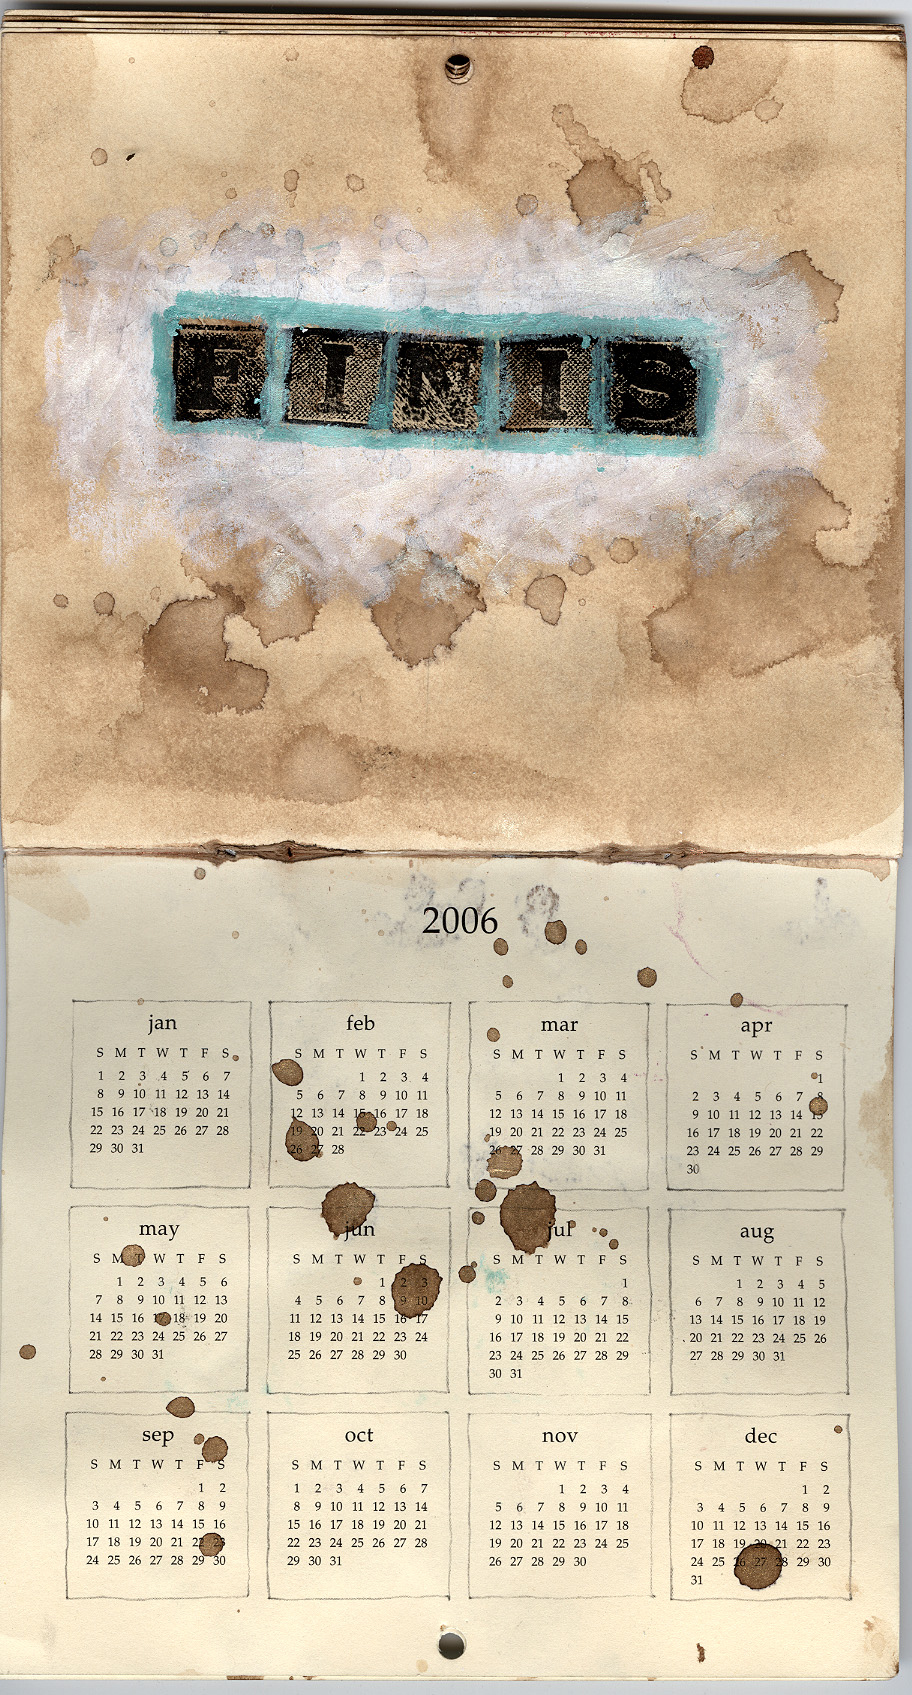 FINIS
2006
jan
S M T W T F S
1 2 3 4 5 6 7
8 9 10 11 12 13 14
15 16 17 18 19 20 21
22 23 24 25 26 27 28
29 30 31
feb
S M T W T F S
1 2 3 4
5 6 7 8 9 10 11
12 13 14 15 16 17 18
19 20 21 22 23 24 25
26 27 28
mar
S M T W T F S
1 2 3 4
5 6 7 8 9 10 11
12 13 14 15 16 17 18
19 20 21 22 23 24 25
26 27 28 29 30 31
apr
S M T W T F S
1
2 3 4 5 6 7 8
9 10 11 12 13 14 15
16 17 18 19 20 21 22
23 24 25 26 27 28 29
30
may
S M T W T F S
1 2 3 4 5 6
7 8 9 10 11 12 13
14 15 16 17 18 19 20
21 22 23 24 25 26 27
28 29 30 31
jun
S M T W T F S
1 2 3
4 5 6 7 8 9 10
11 12 13 14 15 16 17
18 19 20 21 22 23 24
25 26 27 28 29 30
jul
S M T W T F S
1
2 3 4 5 6 7 8
9 10 11 12 13 14 15
16 17 18 19 20 21 22
23 24 25 26 27 28 29
30 31
aug
S M T W T F S
1 2 3 4 5
6 7 8 9 10 11 12
13 14 15 16 17 18 19
20 21 22 23 24 25 26
27 28 29 30 31
sep
S M T W T F S
1 2
3 4 5 6 7 8 9
10 11 12 13 14 15 16
17 18 19 20 21 22 23
24 25 26 27 28 29 30
oct
S M T W T F S
1 2 3 4 5 6 7
8 9 10 11 12 13 14
15 16 17 18 19 20 21
22 23 24 25 26 27 28
29 30 31
nov
S M T W T F S
1 2 3 4
5 6 7 8 9 10 11
12 13 14 15 16 17 18
19 20 21 22 23 24 25
26 27 28 29 30
dec
S M T W T F S
1 2
3 4 5 6 7 8 9
10 11 12 13 14 15 16
17 18 19 20 21 22 23
24 25 26 27 28 29 30
31